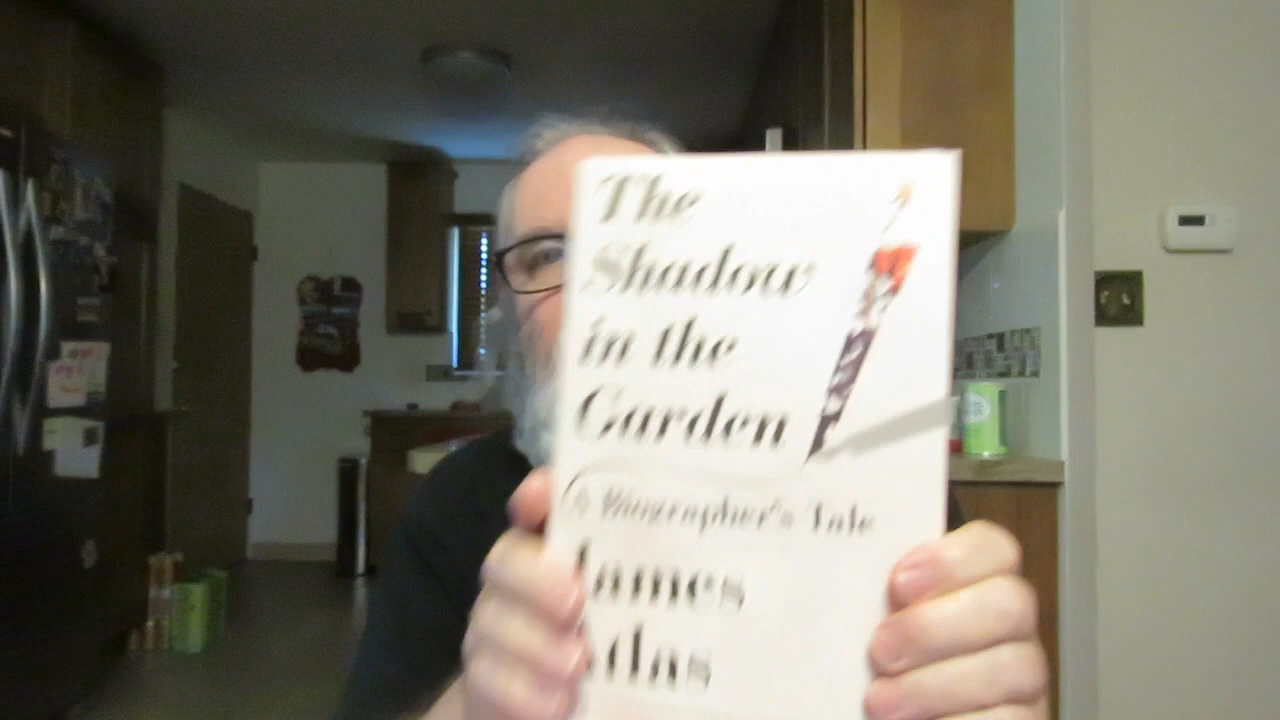 The
Shadow
in the
Garden
A Biographer's Tale
James
Atlas